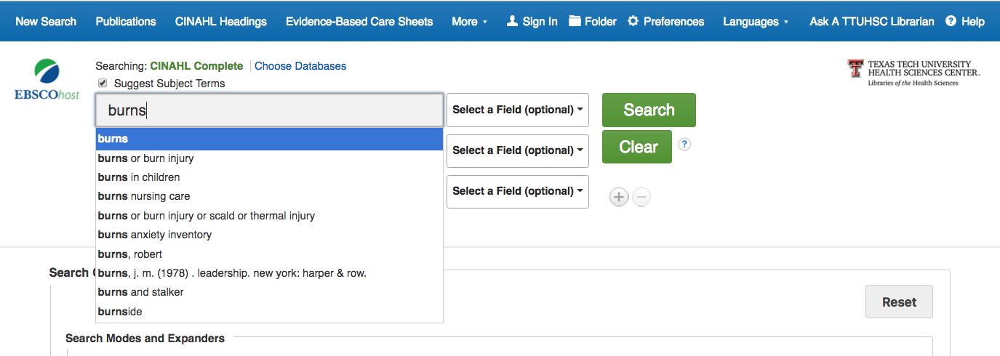 New Search Publications CINAHL Headings Evidence-Based Care Sheets More Sign In Folder Preferences Languages Ask A TTUHSC Librarian ? Help
EBSCOhost
Searching: CINAHL Complete Choose Databases
Suggest Subject Terms
TEXAS TECH UNIVERSITY
HEALTH SCIENCES CENTER.
Libraries of the Health Sciences
burns Select a Field (optional) Search
burns
burns or burn injury Select a Field (optional) Clear ?
burns in children
burns nursing care Select a Field (optional) + −
burns or burn injury or scald or thermal injury
burns anxiety inventory
burns, robert
Search
burns, j. m. (1978) . leadership. new york: harper & row.
burns and stalker
Reset
burnside
Search Modes and Expanders